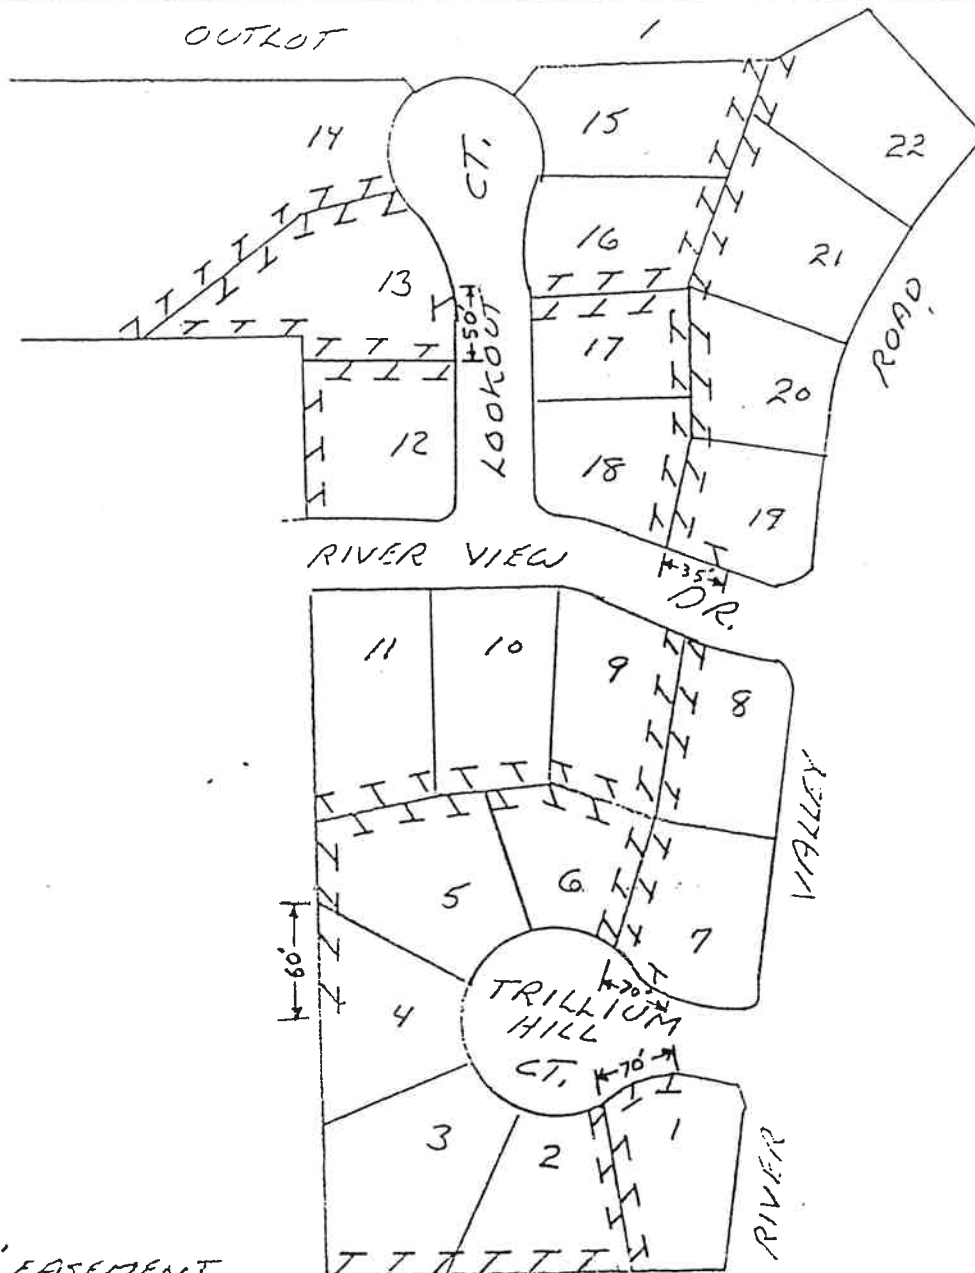 OUTLOT 1
14
CT.
15
22
16
21
13
50'
LOOKOUT
17
ROAD
20
12
18
19
RIVER VIEW
35'
DR.
11
10
9
8
VALLEY
5
6
7
60'
4
70'
TRILLIUM
HILL
CT.
70'
3
2
1
RIVER
EASEMENT